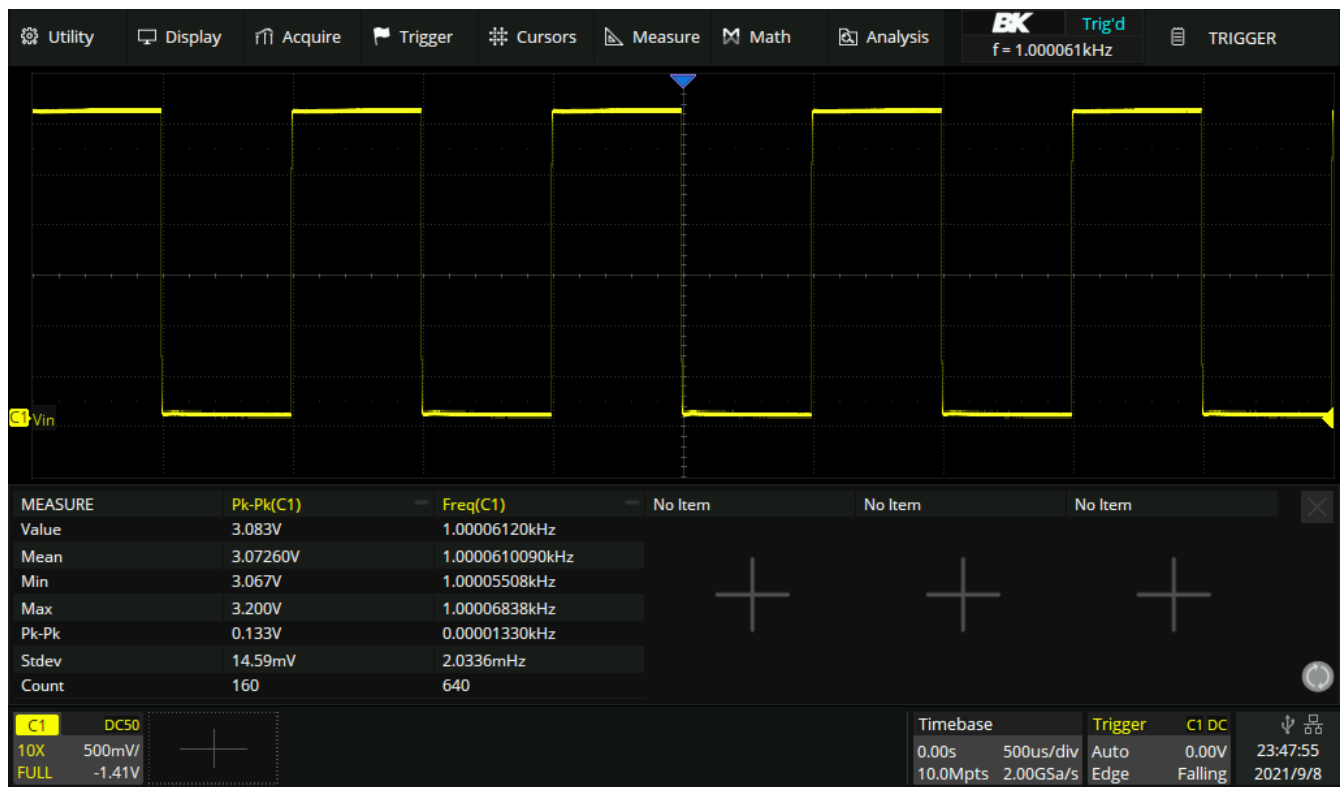 Utility Display Acquire Trigger Cursors Measure Math Analysis BK Trig'd TRIGGER
f = 1.000061kHz
C1 Vin
MEASURE Pk-Pk(C1) Freq(C1) No Item No Item No Item
Value 3.083V 1.00006120kHz
Mean 3.07260V 1.0000610090kHz
Min 3.067V 1.00005508kHz
Max 3.200V 1.00006838kHz
Pk-Pk 0.133V 0.00001330kHz
Stdev 14.59mV 2.0336mHz
Count 160 640
C1 DC50 Timebase Trigger C1 DC
10X 500mV/ 0.00s 500us/div Auto 0.00V 23:47:55
FULL -1.41V 10.0Mpts 2.00GSa/s Edge Falling 2021/9/8